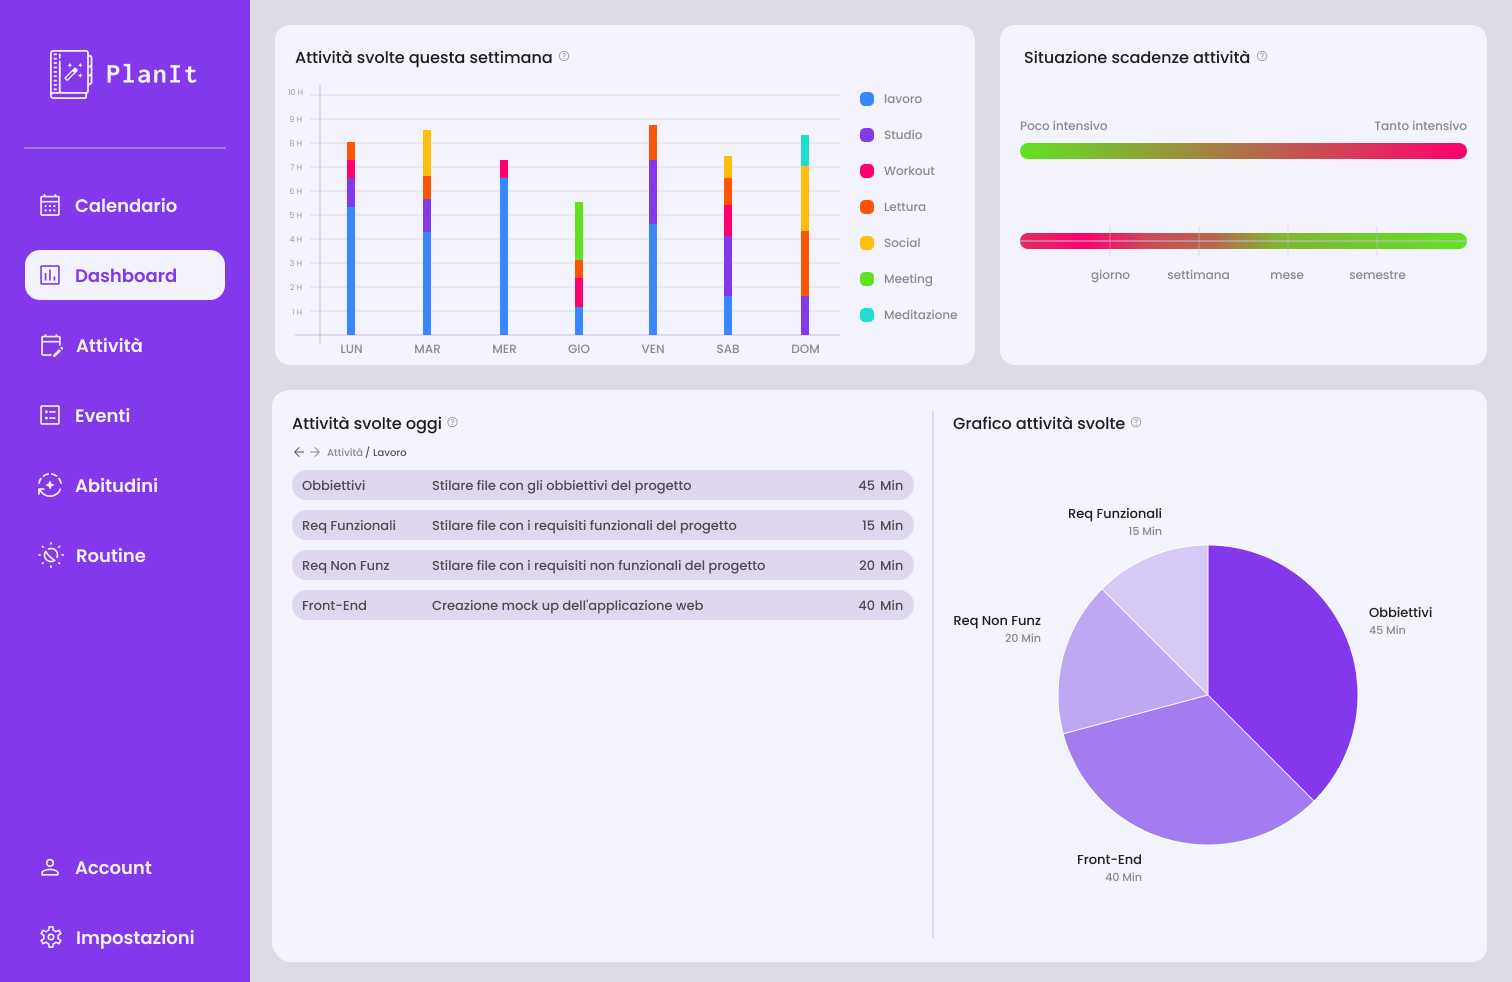 PlanIt
Calendario
Dashboard
Attività
Eventi
Abitudini
Routine
Account
Impostazioni
Attività svolte questa settimana
10 H
9 H
8 H
7 H
6 H
5 H
4 H
3 H
2 H
1 H
LUN MAR MER GIO VEN SAB DOM
lavoro
Studio
Workout
Lettura
Social
Meeting
Meditazione
Situazione scadenze attività
Poco intensivo Tanto intensivo
giorno settimana mese semestre
Attività svolte oggi
Attività / Lavoro
Obbiettivi Stilare file con gli obbiettivi del progetto 45 Min
Req Funzionali Stilare file con i requisiti funzionali del progetto 15 Min
Req Non Funz Stilare file con i requisiti non funzionali del progetto 20 Min
Front-End Creazione mock up dell'applicazione web 40 Min
Grafico attività svolte
Req Funzionali
15 Min
Obbiettivi
45 Min
Req Non Funz
20 Min
Front-End
40 Min